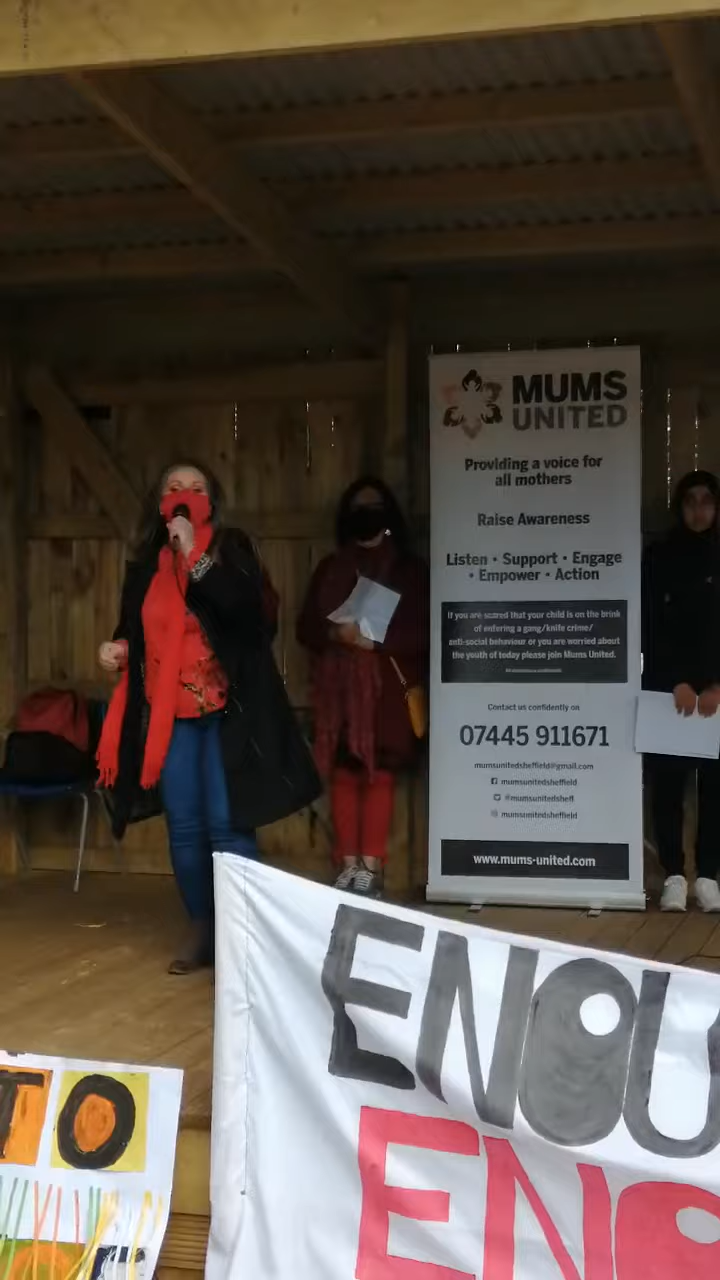 MUMS
UNITED
Providing a voice for
all mothers
Raise Awareness
Listen • Support • Engage
• Empower • Action
If you are scared that your child is on the brink
of entering a gang/knife crime/
anti-social behaviour or you are worried about
the youth of today please join Mums United.
Contact us confidently on
07445 911671
mumsunitedsheffield@gmail.com
mumsunitedsheffield
@mumsunitedsheff
mumsunitedsheffield
www.mums-united.com
ENOU
ENO
TO